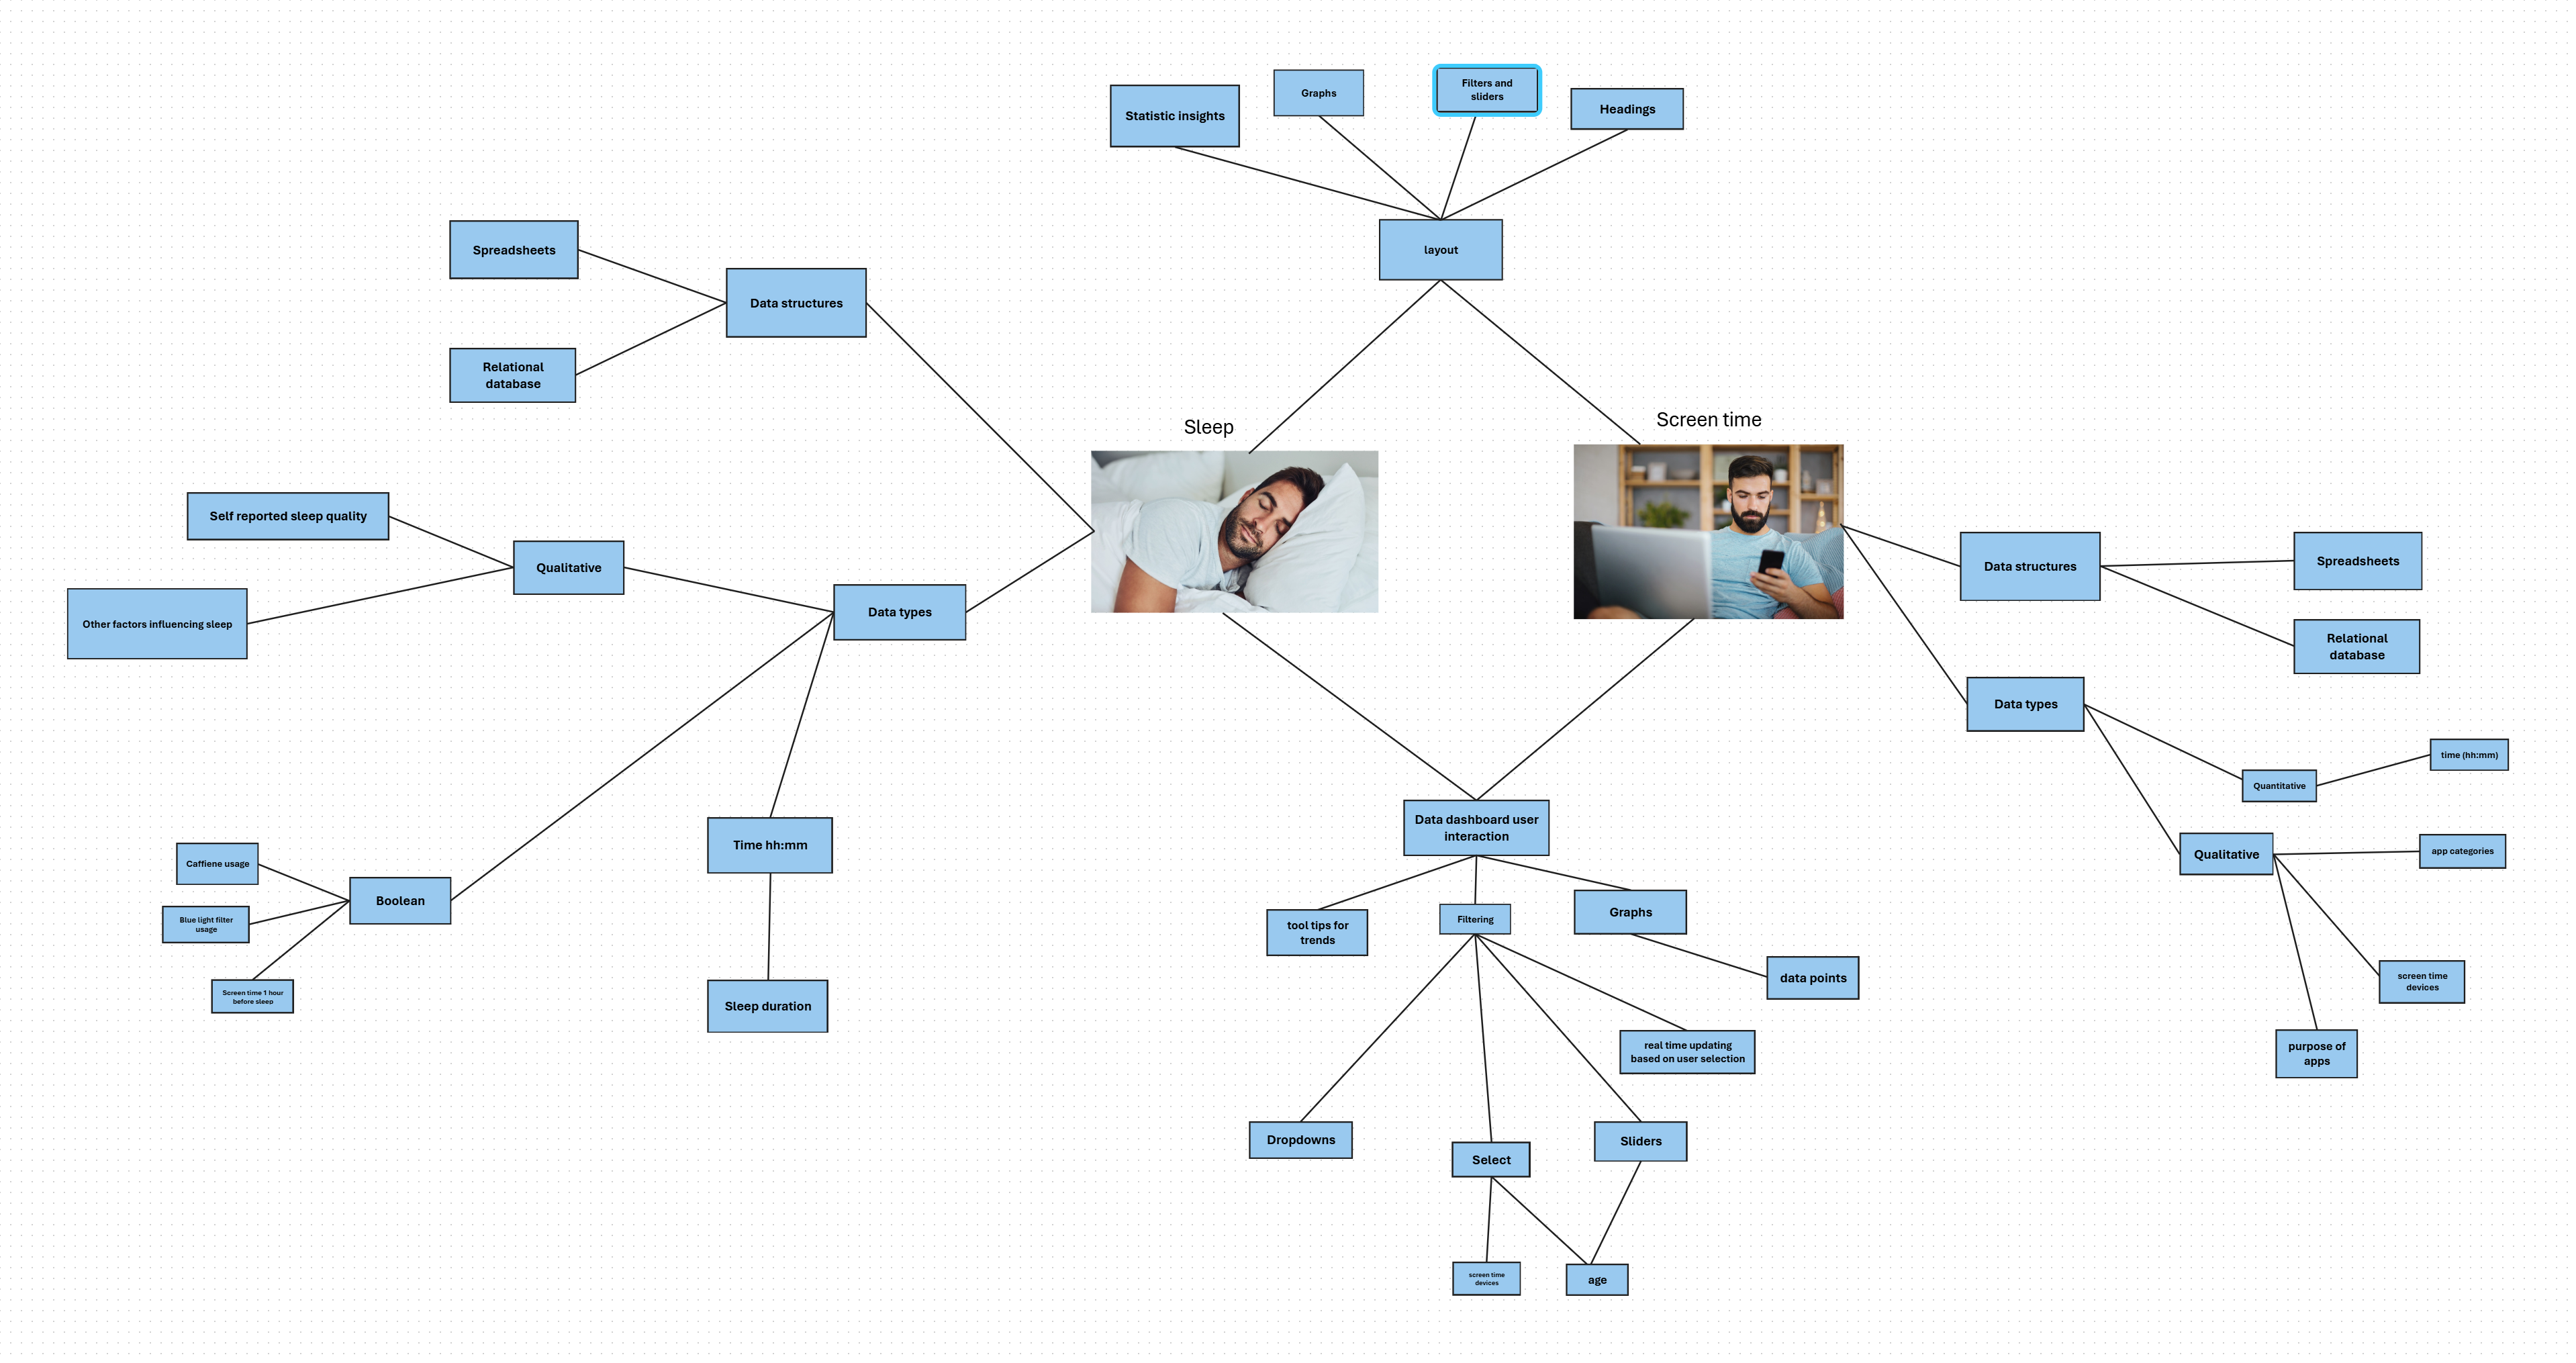 Statistic insights
Graphs
Filters and
sliders
Headings
layout
Spreadsheets
Data structures
Relational
database
Sleep
Screen time
Self reported sleep quality
Qualitative
Other factors influencing sleep
Data types
Data structures
Spreadsheets
Relational
database
Data types
time (hh:mm)
Quantitative
Qualitative
app categories
screen time
devices
purpose of
apps
Time hh:mm
Caffiene usage
Boolean
Blue light filter
usage
Screen time 1 hour
before sleep
Sleep duration
Data dashboard user
interaction
tool tips for
trends
Filtering
Graphs
data points
real time updating
based on user selection
Dropdowns
Select
Sliders
screen time
devices
age